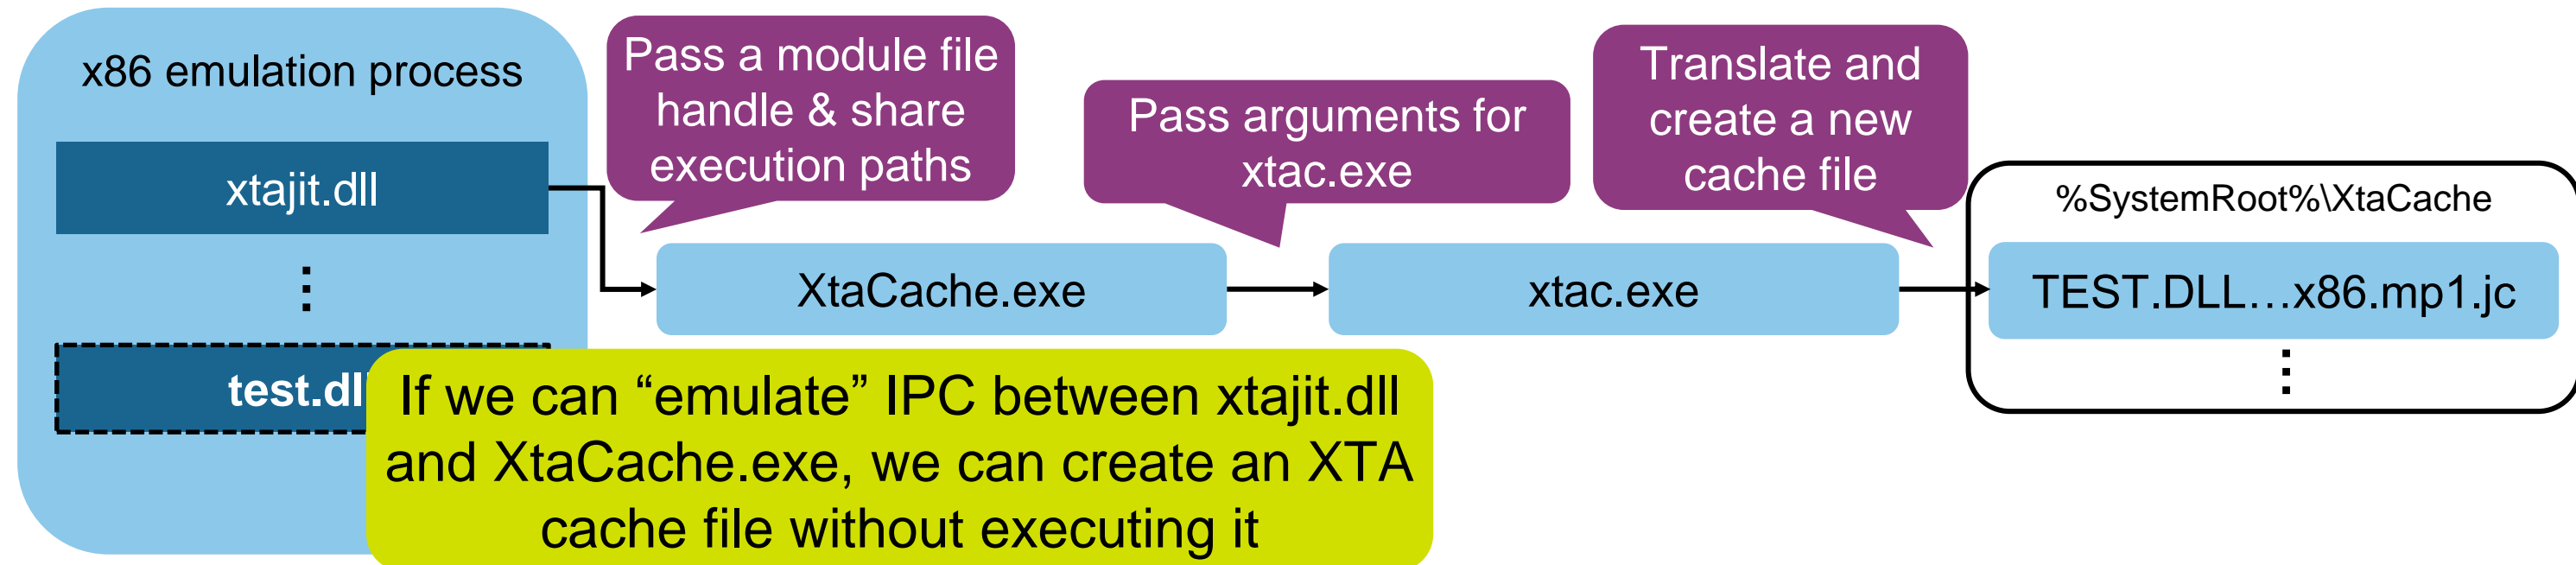 x86 emulation process
xtajit.dll
⋮
test.dl
Pass a module file
handle & share
execution paths
XtaCache.exe
Pass arguments for
xtac.exe
xtac.exe
Translate and
create a new
cache file
%SystemRoot%\XtaCache
TEST.DLL…x86.mp1.jc
⋮
If we can “emulate” IPC between xtajit.dll
and XtaCache.exe, we can create an XTA
cache file without executing it